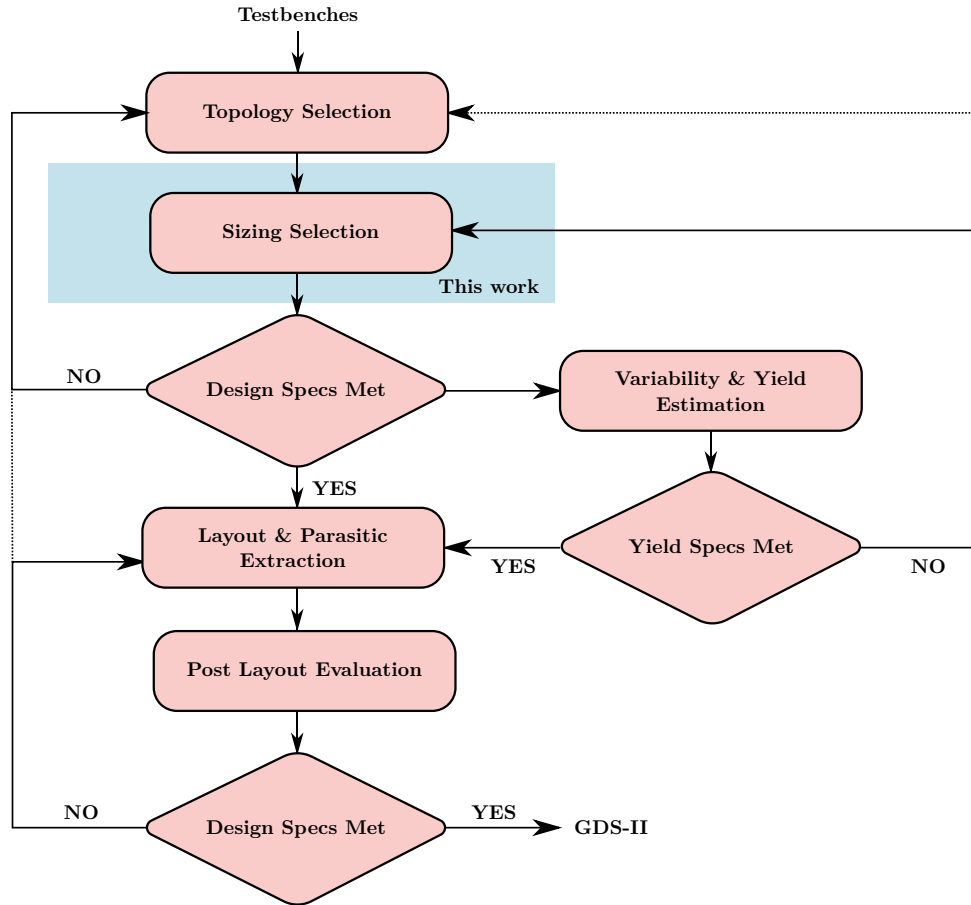 Testbenches
Topology Selection
Sizing Selection
This work
Design Specs Met
NO
Variability & Yield
Estimation
YES
Layout & Parasitic
Extraction
Yield Specs Met
YES
NO
Post Layout Evaluation
Design Specs Met
NO
YES
GDS-II